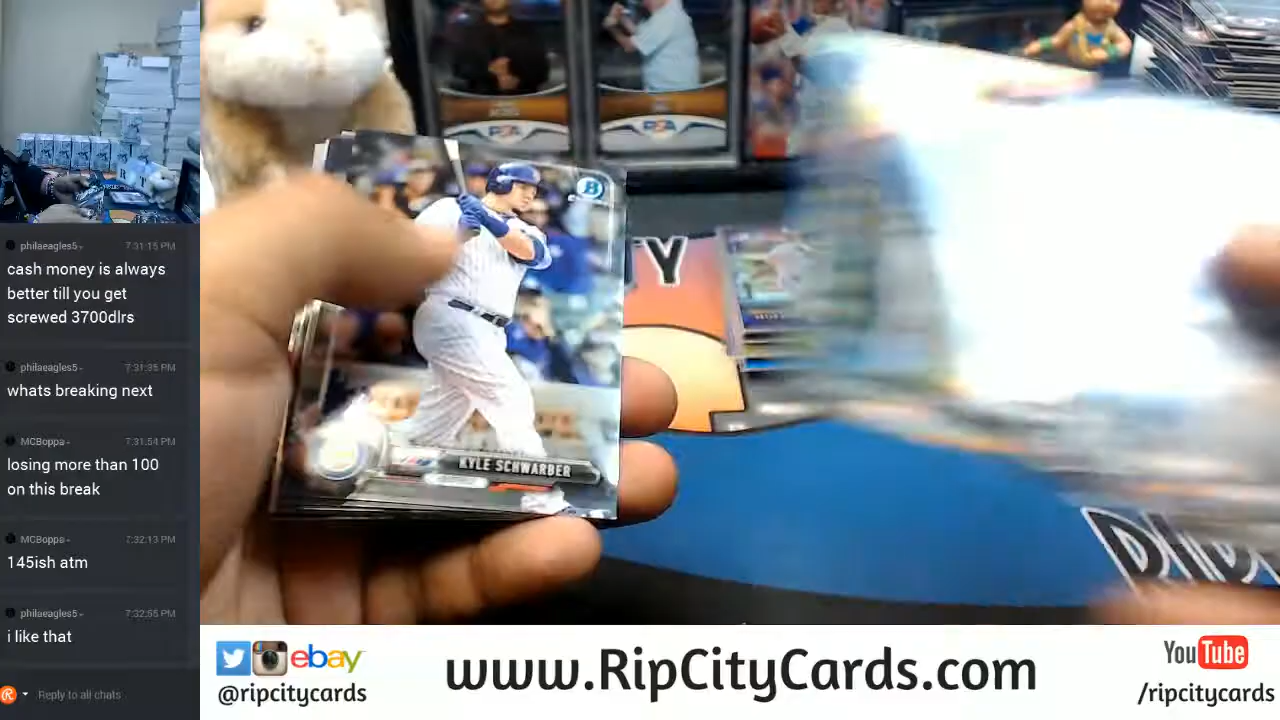 philaeagles5- 7:31:15 PM
cash money is always
better till you get
screwed 3700dlrs
philaeagles5- 7:31:35 PM
whats breaking next
MCBoppa- 7:31:54 PM
losing more than 100
on this break
MCBoppa- 7:32:13 PM
145ish atm
philaeagles5- 7:32:55 PM
i like that
Reply to all chats
B
KYLE SCHWARBER
TY
ebay
@ripcitycards
www.RipCityCards.com
YouTube
/ripcitycards